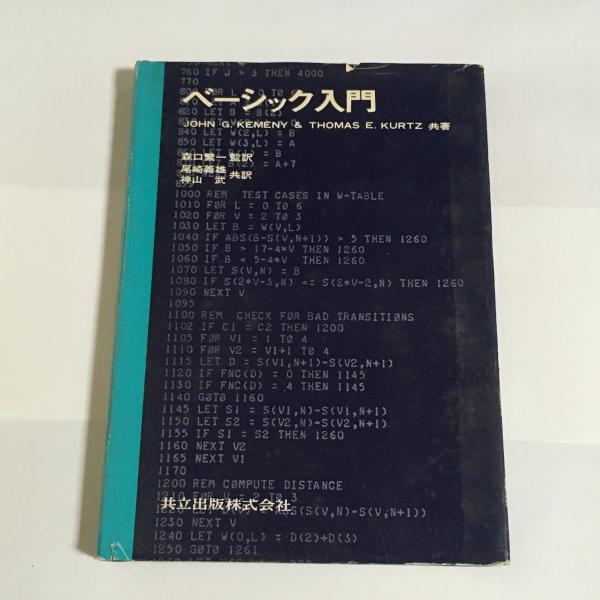 760 IF J > 3 THEN 4000
770
ベーシック入門
JOHN G. KEMENY & THOMAS E. KURTZ 共著
840 LET W(2,L) = B
850 LET W(3,L) = A
森口繁一 監訳
尾崎義雄
神山 武 共訳
1000 REM TEST CASES IN W-TABLE
1010 FØR L = 0 TØ 6
1020 FØR V = 2 TØ 3
1030 LET B = W(V,L)
1040 IF ABS(B-S(V,N+1)) > 5 THEN 1260
1050 IF B > 17-4*V THEN 1260
1060 IF B < 5-4*V THEN 1260
1070 LET S(V,N) = B
1080 IF S(2*V-3,N) <= S(2*V-2,N) THEN 1260
1090 NEXT V
1095
1100 REM CHECK FØR BAD TRANSITIØNS
1102 IF C1 = C2 THEN 1200
1105 FØR V1 = 1 TØ 4
1110 FØR V2 = V1+1 TØ 4
1115 LET D = S(V1,N+1)-S(V2,N+1)
1120 IF FNC(D) = 0 THEN 1145
1130 IF FNC(D) = 4 THEN 1145
1140 GØTØ 1160
1145 LET S1 = S(V1,N)-S(V1,N+1)
1150 LET S2 = S(V2,N)-S(V2,N+1)
1155 IF S1 = S2 THEN 1260
1160 NEXT V2
1165 NEXT V1
1170
1200 REM CØMPUTE DISTANCE
1210 FØR V = 2 TØ 3
共立出版株式会社
1230 NEXT V
1240 LET W(0,L) = D(2)+D(3)
1250 GØTØ 1261